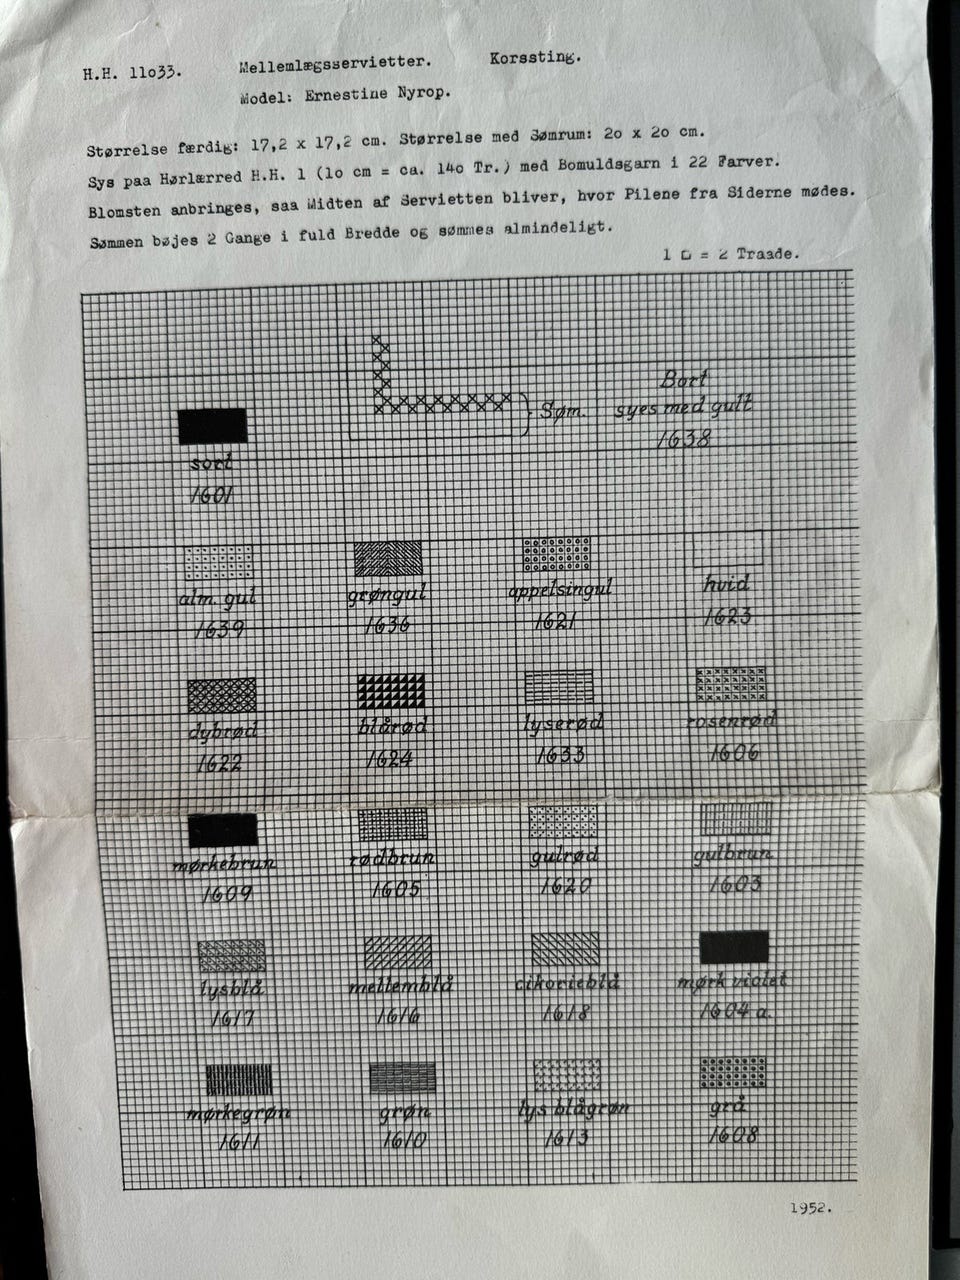 H.H. 11o33. Mellemlægsservietter. Korssting.
Model: Ernestine Nyrop.
Størrelse færdig: 17,2 x 17,2 cm. Størrelse med Sømrum: 2o x 2o cm.
Sys paa Hørlærred H.H. 1 (1o cm = ca. 14o Tr.) med Bomuldsgarn i 22 Farver.
Blomsten anbringes, saa Midten af Servietten bliver, hvor Pilene fra Siderne mødes.
Sømmen bøjes 2 Gange i fuld Bredde og sømmes almindeligt.
1 □ = 2 Traade.
Bort
Søm. syes med gult
1638
sort
1601
alm. gul grøngul appelsingul hvid
1639 1636 1621 1623
dybrød blårød lyserød rosenrød
1622 1624 1633 1606
mørkebrun rødbrun gulrød gulbrun
1609 1605 1620 1603
lysblå mellemblå cikorieblå mørk violet
1617 1616 1618 1604 a.
mørkegrøn grøn lys blågrøn grå
1611 1610 1613 1608
1952.